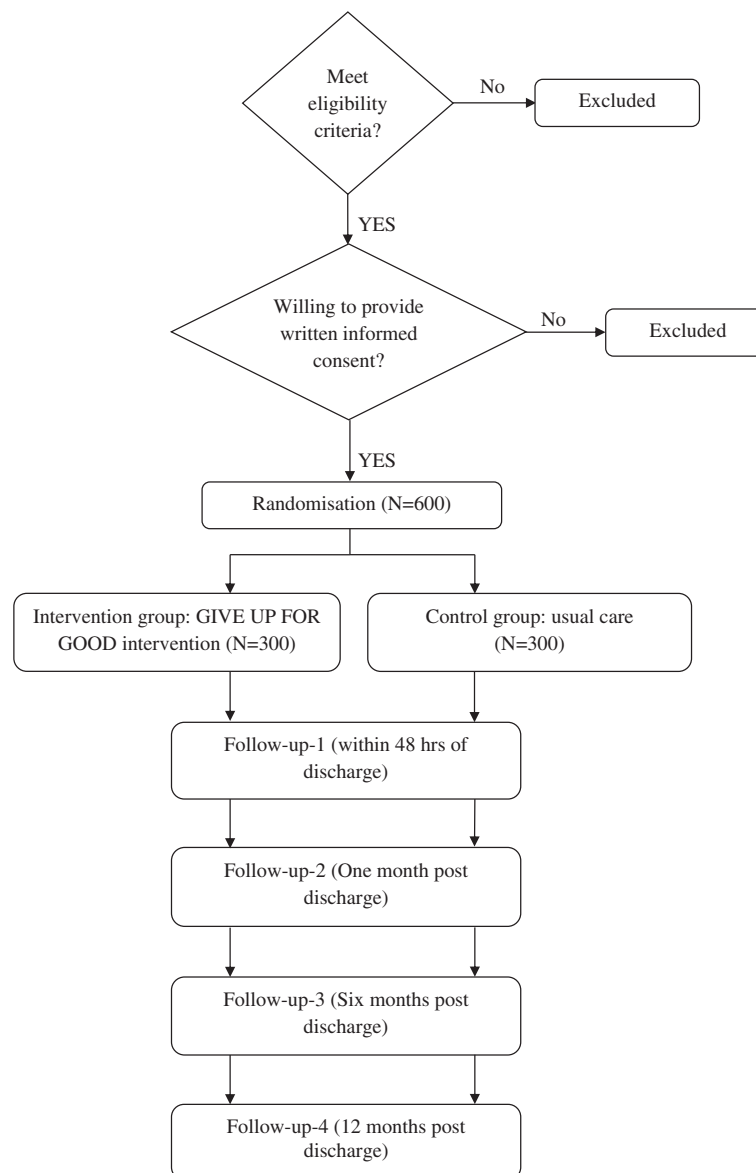 Meet
eligibility
criteria?
No
Excluded
YES
Willing to provide
written informed
consent?
No
Excluded
YES
Randomisation (N=600)
Intervention group: GIVE UP FOR
GOOD intervention (N=300)
Control group: usual care
(N=300)
Follow-up-1 (within 48 hrs of
discharge)
Follow-up-2 (One month post
discharge)
Follow-up-3 (Six months post
discharge)
Follow-up-4 (12 months post
discharge)